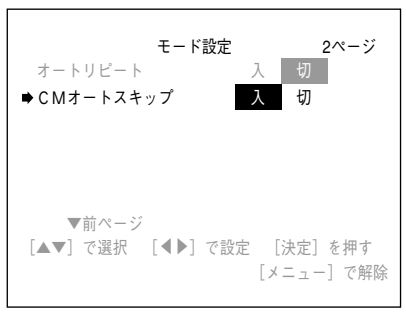 モード設定 2ページ
オートリピート 入 切
➡CMオートスキップ 入 切
▼前ページ
[▲▼] で選択 [◀▶] で設定 [決定] を押す
[メニュー] で解除